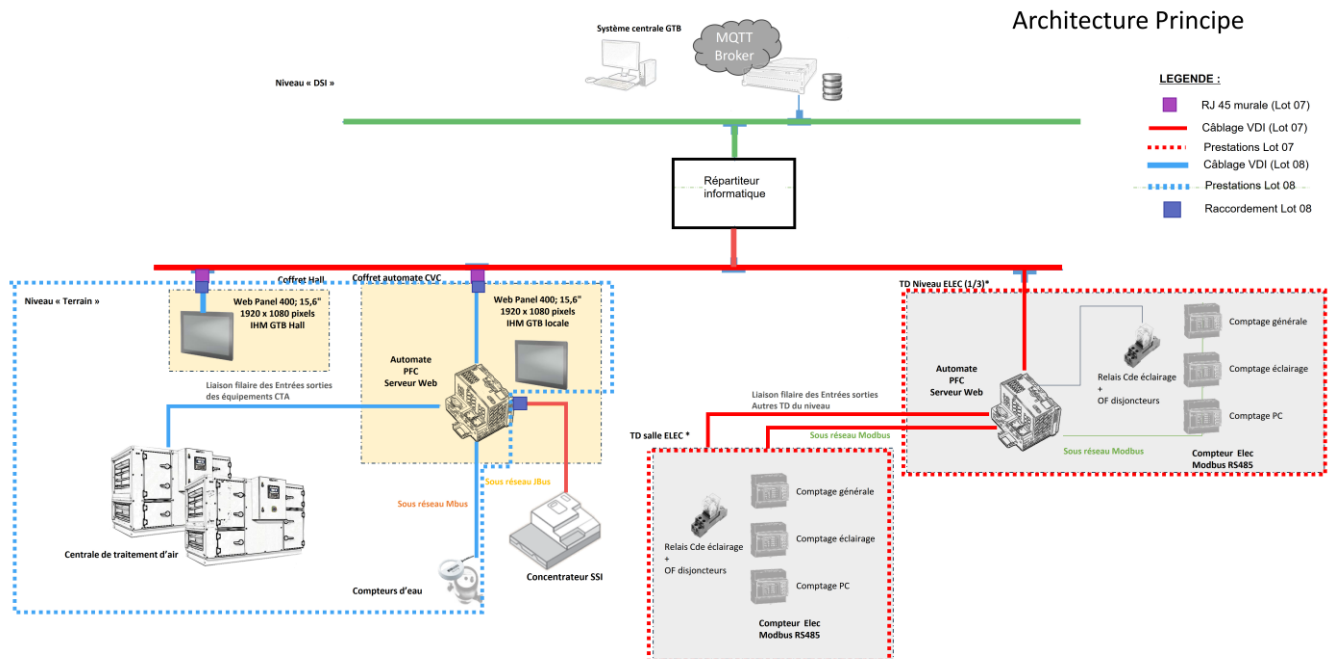 Architecture Principe
Système centrale GTB
MQTT
Broker
Niveau « DSI »
LEGENDE :
RJ 45 murale (Lot 07)
Câblage VDI (Lot 07)
Prestations Lot 07
Câblage VDI (Lot 08)
Prestations Lot 08
Raccordement Lot 08
Répartiteur
informatique
Coffret Hall
Coffret automate CVC
TD Niveau ELEC (1/3)*
Niveau « Terrain »
Web Panel 400; 15,6"
1920 x 1080 pixels
IHM GTB Hall
Web Panel 400; 15,6"
1920 x 1080 pixels
IHM GTB locale
Automate
PFC
Serveur Web
Liaison filaire des Entrées sorties
des équipements CTA
Sous réseau Mbus
Sous réseau JBus
Centrale de traitement d'air
Compteurs d'eau
Concentrateur SSI
Liaison filaire des Entrées sorties
Autres TD du niveau
Sous réseau Modbus
TD salle ELEC *
Relais Cde éclairage
+
OF disjoncteurs
Comptage générale
Comptage éclairage
Comptage PC
Compteur Elec
Modbus RS485
Automate
PFC
Serveur Web
Relais Cde éclairage
+
OF disjoncteurs
Comptage générale
Comptage éclairage
Comptage PC
Sous réseau Modbus
Compteur Elec
Modbus RS485